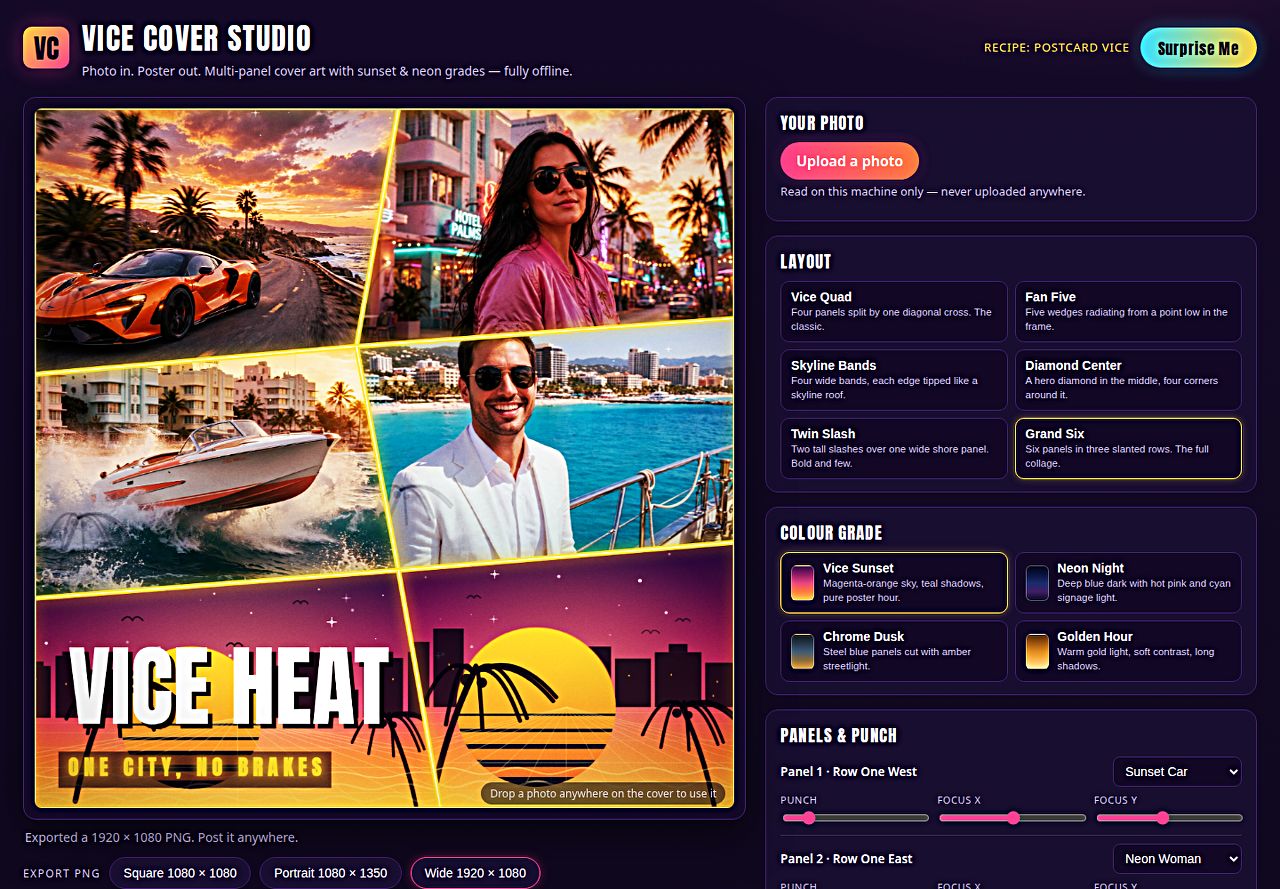 VC
VICE COVER STUDIO
Photo in. Poster out. Multi-panel cover art with sunset & neon grades — fully offline.
RECIPE: POSTCARD VICE
Surprise Me
HOTEL
PALMS
VICE HEAT
ONE CITY, NO BRAKES
Drop a photo anywhere on the cover to use it
Exported a 1920 × 1080 PNG. Post it anywhere.
EXPORT PNG
Square 1080 × 1080
Portrait 1080 × 1350
Wide 1920 × 1080
YOUR PHOTO
Upload a photo
Read on this machine only — never uploaded anywhere.
LAYOUT
Vice Quad
Four panels split by one diagonal cross. The
classic.
Fan Five
Five wedges radiating from a point low in the
frame.
Skyline Bands
Four wide bands, each edge tipped like a
skyline roof.
Diamond Center
A hero diamond in the middle, four corners
around it.
Twin Slash
Two tall slashes over one wide shore panel.
Bold and few.
Grand Six
Six panels in three slanted rows. The full
collage.
COLOUR GRADE
Vice Sunset
Magenta-orange sky, teal shadows,
pure poster hour.
Neon Night
Deep blue dark with hot pink and cyan
signage light.
Chrome Dusk
Steel blue panels cut with amber
streetlight.
Golden Hour
Warm gold light, soft contrast, long
shadows.
PANELS & PUNCH
Panel 1 · Row One West
Sunset Car
PUNCH
FOCUS X
FOCUS Y
Panel 2 · Row One East
Neon Woman
PUNCH
FOCUS X
FOCUS Y